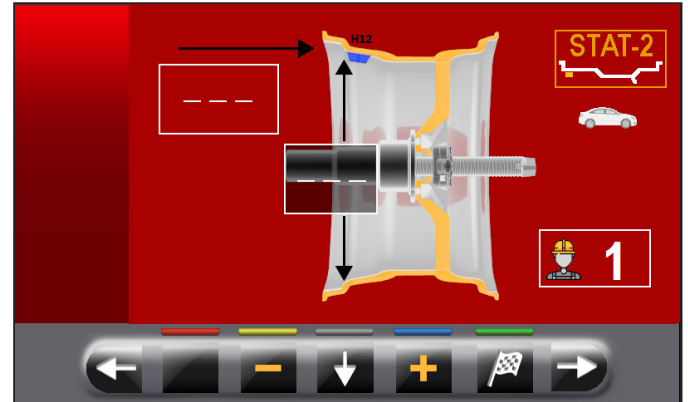 H12
STAT-2
– – –
– – –
1